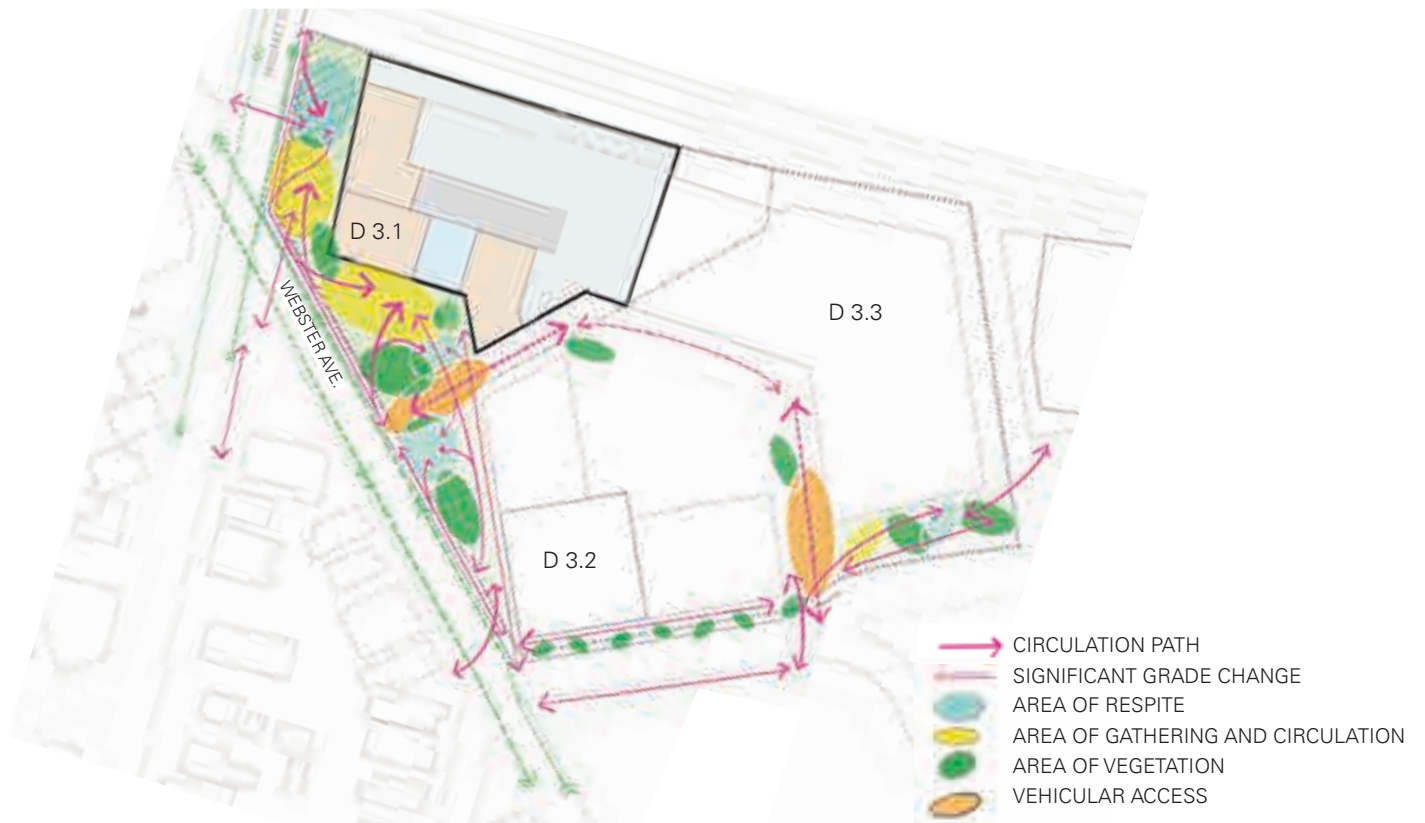 D 3.1
WEBSTER AVE.
D 3.3
D 3.2
CIRCULATION PATH
SIGNIFICANT GRADE CHANGE
AREA OF RESPITE
AREA OF GATHERING AND CIRCULATION
AREA OF VEGETATION
VEHICULAR ACCESS